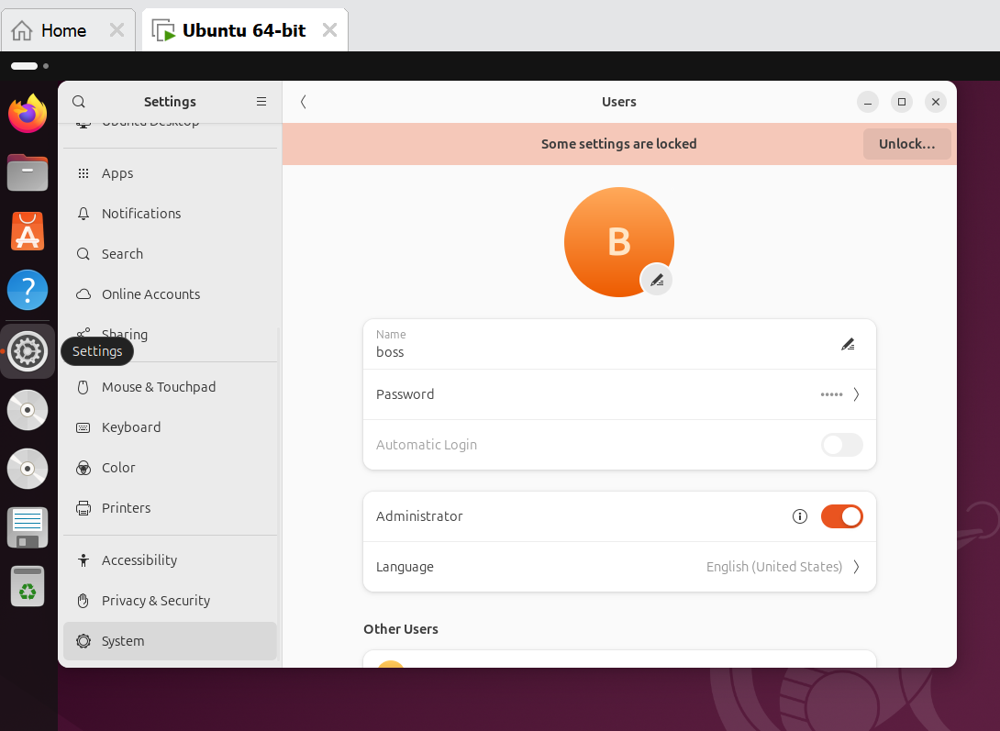 Home
Ubuntu 64-bit
Settings
Users
Ubuntu Desktop
Some settings are locked
Unlock...
Apps
Notifications
Search
Online Accounts
Sharing
Settings
Mouse & Touchpad
Keyboard
Color
Printers
Accessibility
Privacy & Security
System
B
Name
boss
Password
•••••
Automatic Login
Administrator
Language
English (United States)
Other Users